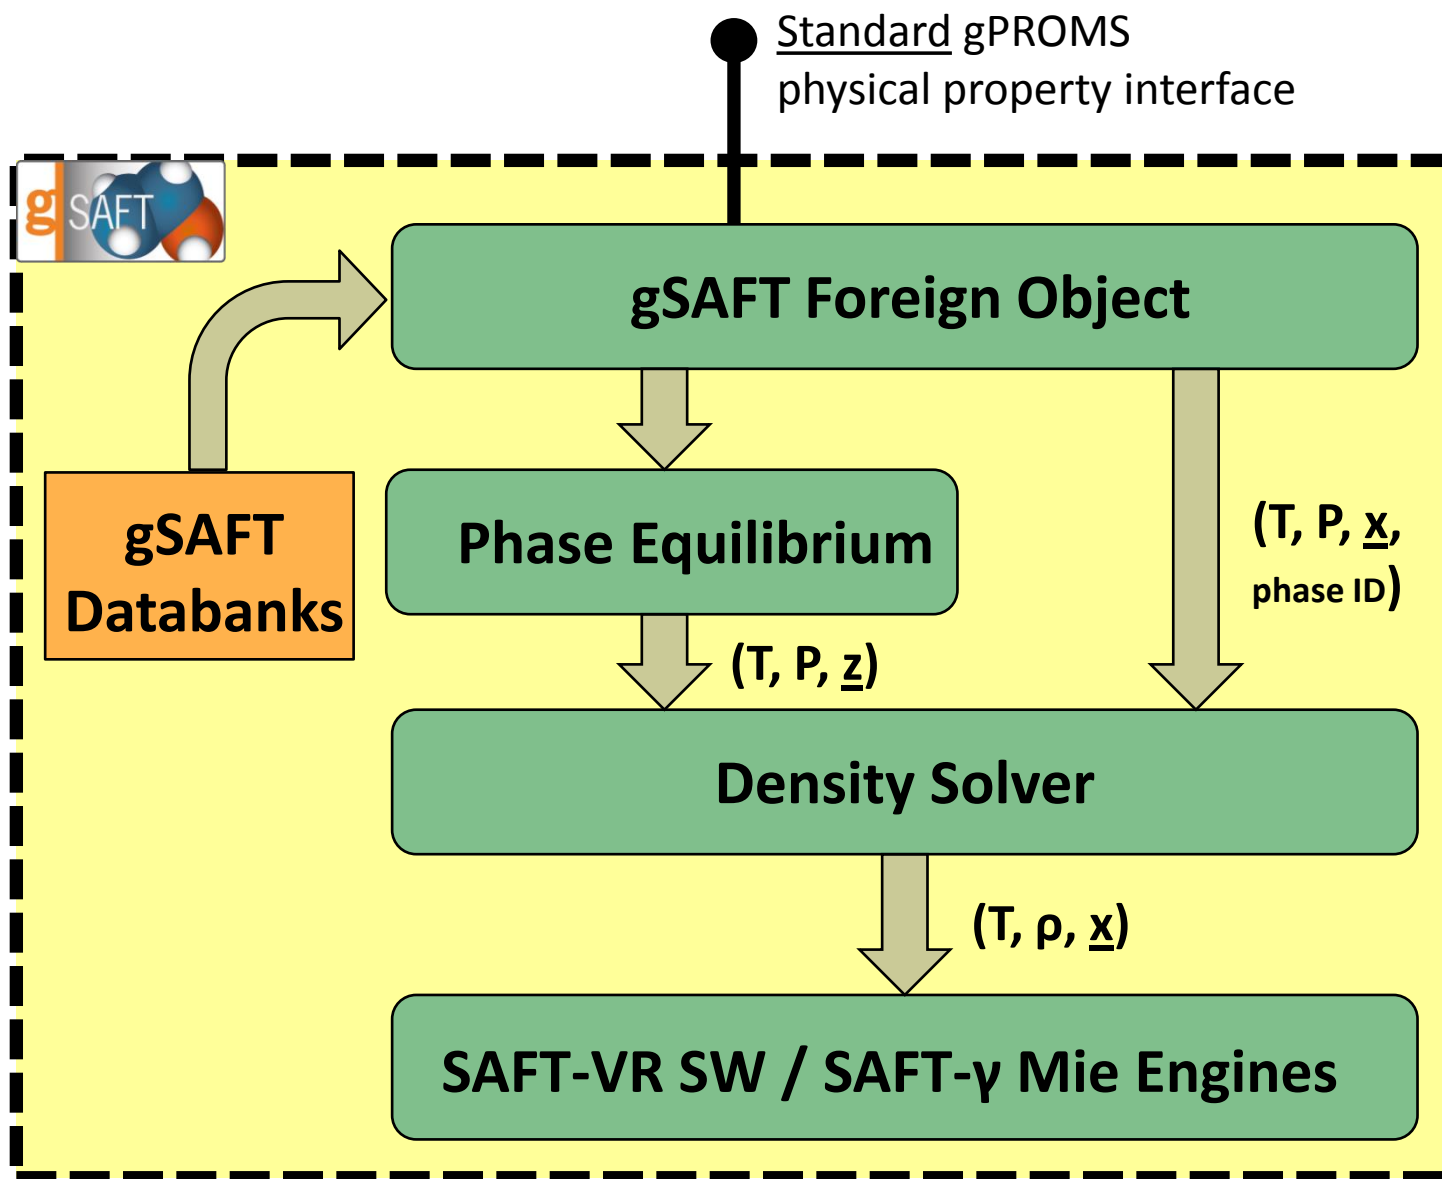 Standard gPROMS
physical property interface
gSAFT
gSAFT Foreign Object
gSAFT
Databanks
Phase Equilibrium
(T, P, x,
phase ID)
(T, P, z)
Density Solver
(T, ρ, x)
SAFT-VR SW / SAFT-γ Mie Engines